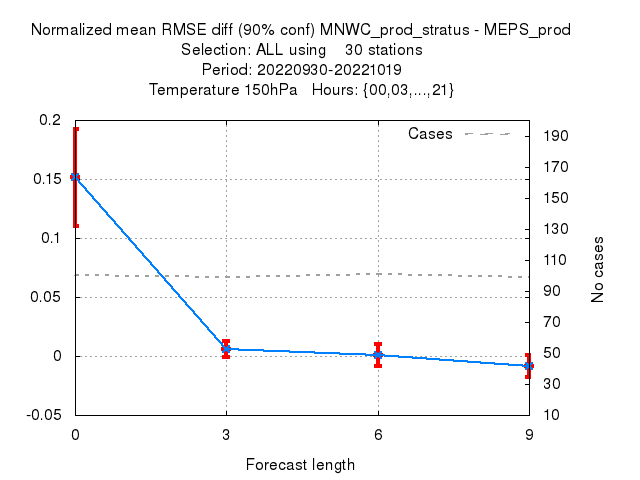 Normalized mean RMSE diff (90% conf) MNWC_prod_stratus - MEPS_prod
Selection: ALL using    30 stations
Period: 20220930-20221019
Temperature 150hPa   Hours: {00,03,...,21}
Cases
0.2
0.15
0.1
0.05
0
-0.05
190
170
150
130
110
90
70
50
30
10
No cases
0 3 6 9
Forecast length